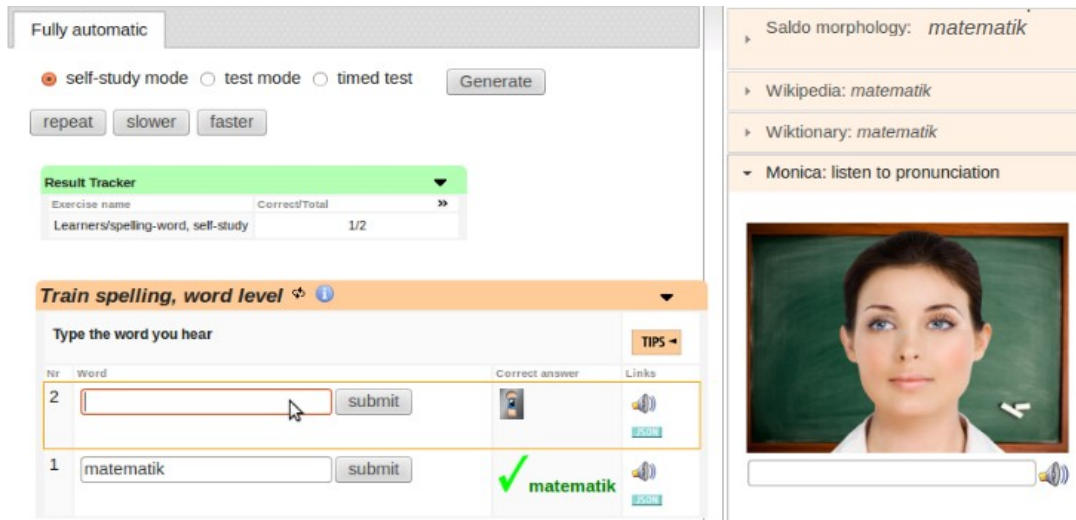 Fully automatic
self-study mode test mode timed test Generate
repeat slower faster
Result Tracker
Exercise name Correct/Total »
Learners/spelling-word, self-study 1/2
Train spelling, word level
Type the word you hear TIPS
Nr Word Correct answer Links
2 submit
JSON
1 matematik submit matematik
JSON
Saldo morphology: matematik
Wikipedia: matematik
Wiktionary: matematik
Monica: listen to pronunciation